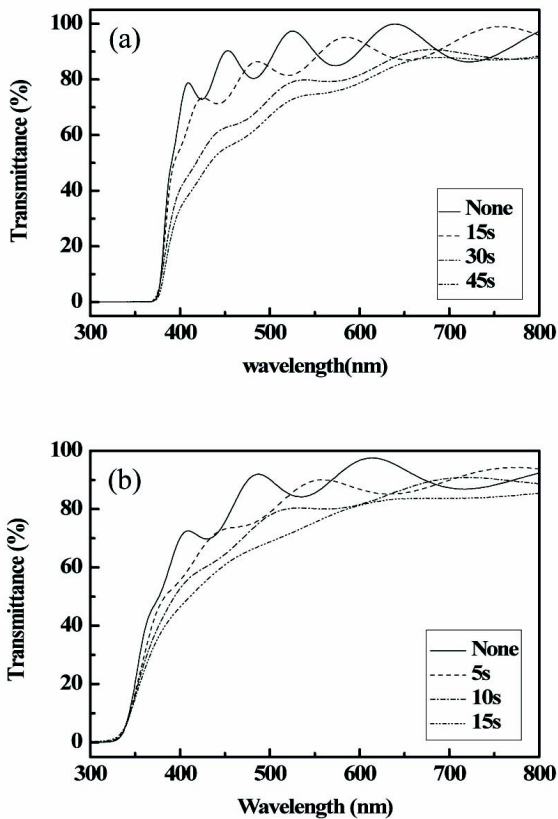 (a)
Transmittance (%)
100
80
60
40
20
0
None
15s
30s
45s
300 400 500 600 700 800
wavelength(nm)
(b)
Transmittance (%)
100
80
60
40
20
0
None
5s
10s
15s
300 400 500 600 700 800
Wavelength (nm)